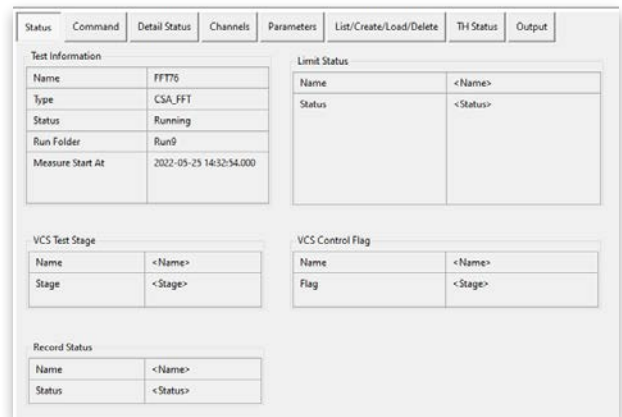 Status Command Detail Status Channels Parameters List/Create/Load/Delete TH Status Output
Test Information
Name FFT76
Type CSA_FFT
Status Running
Run Folder Run9
Measure Start At 2022-05-25 14:32:54.000
Limit Status
Name <Name>
Status <Status>
VCS Test Stage
Name <Name>
Stage <Stage>
VCS Control Flag
Name <Name>
Flag <Stage>
Record Status
Name <Name>
Status <Status>